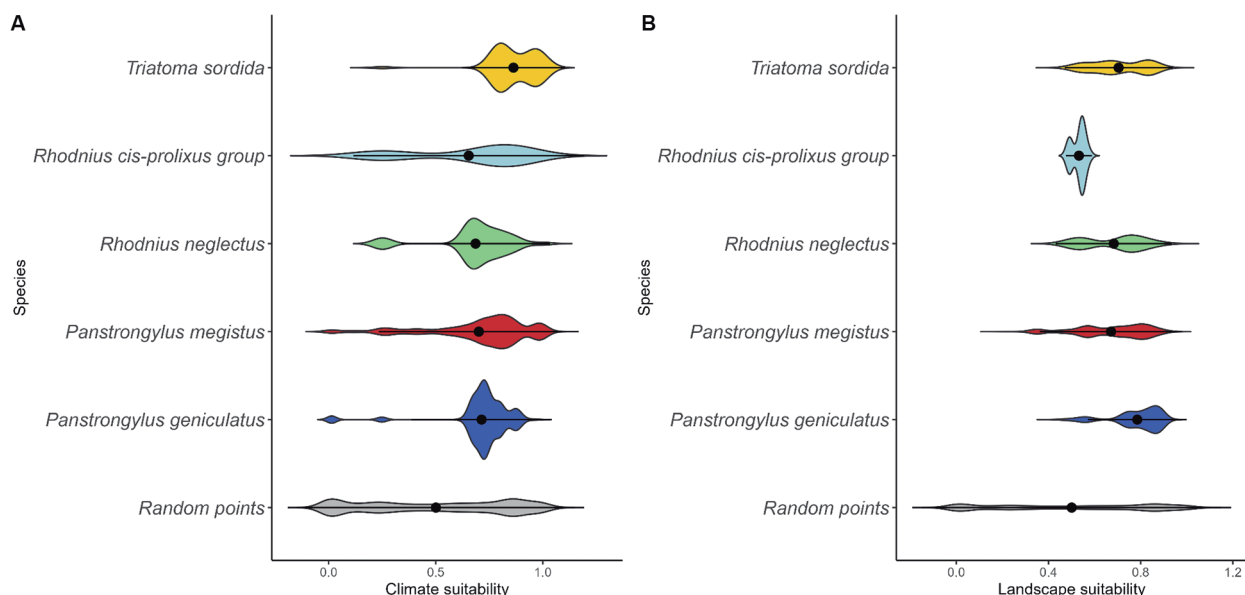 A
Species
Triatoma sordida
Rhodnius cis-prolixus group
Rhodnius neglectus
Panstrongylus megistus
Panstrongylus geniculatus
Random points
0.0 0.5 1.0
Climate suitability
B
Species
Triatoma sordida
Rhodnius cis-prolixus group
Rhodnius neglectus
Panstrongylus megistus
Panstrongylus geniculatus
Random points
0.0 0.4 0.8 1.2
Landscape suitability